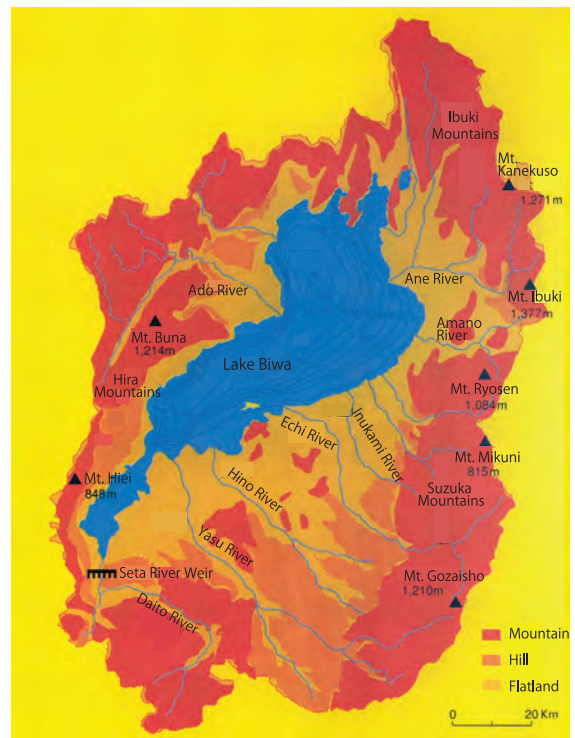 Ibuki
Mountains
Mt.
Kanekuso
1,271m
Ado River
Ane River
Mt. Ibuki
1,377m
Mt. Buna
1,214m
Amano
River
Lake Biwa
Hira
Mountains
Mt. Ryosen
1,084m
Echi River
Inukami River
Mt. Mikuni
815m
Mt. Hiei
848m
Hino River
Suzuka
Mountains
Yasu River
Seta River Weir
Mt. Gozaisho
1,210m
Daito River
Mountain
Hill
Flatland
0 20 Km